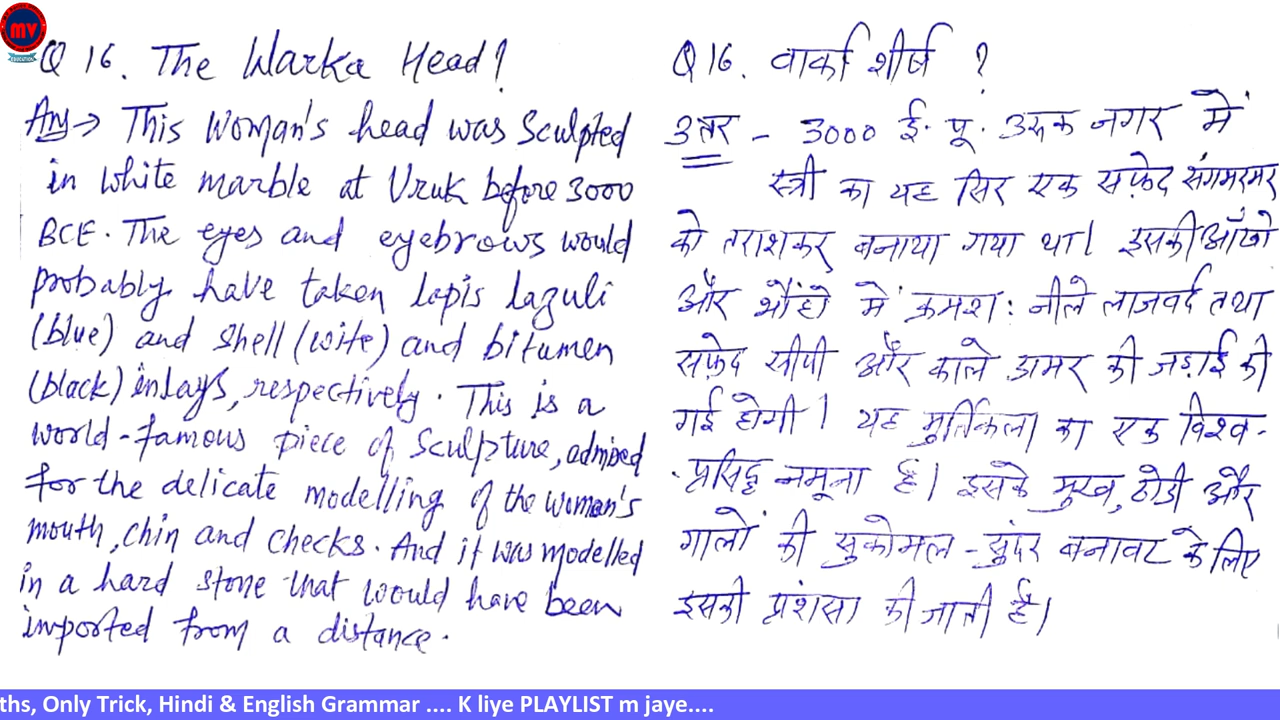 mv
EDUCATION
Q 16. The Warka Head?
Ans→ This Woman's head was Sculpted
in white marble at Uruk before 3000
BCE. The eyes and eyebrows would
probably have taken lapis lazuli
(blue) and shell (wite) and bitumen
(black) inlays, respectively. This is a
world-famous piece of sculpture, admired
for the delicate modelling of the woman's
mouth, chin and checks. And it was modelled
in a hard stone that would have been
imported from a distance.
Q 16. वार्का शीर्ष ?
उत्तर - 3000 ई. पू. उरुक नगर में
स्त्री का यह सिर एक सफ़ेद संगमरमर
को तराशकर बनाया गया था। इसकी आँखो
और भौंहो में क्रमश: नीले लाजवर्द तथा
सफ़ेद सीपी और काले डामर की जड़ाई की
गई होगी। यह मुर्तिकला का एक विश्व-
प्रसिद्ध नमूना है। इसके मुख, ठोडी और
गालों की सुकोमल-सुंदर बनावट के लिए
इसकी प्रशंसा की जाती है।
ths, Only Trick, Hindi & English Grammar .... K liye PLAYLIST m jaye....